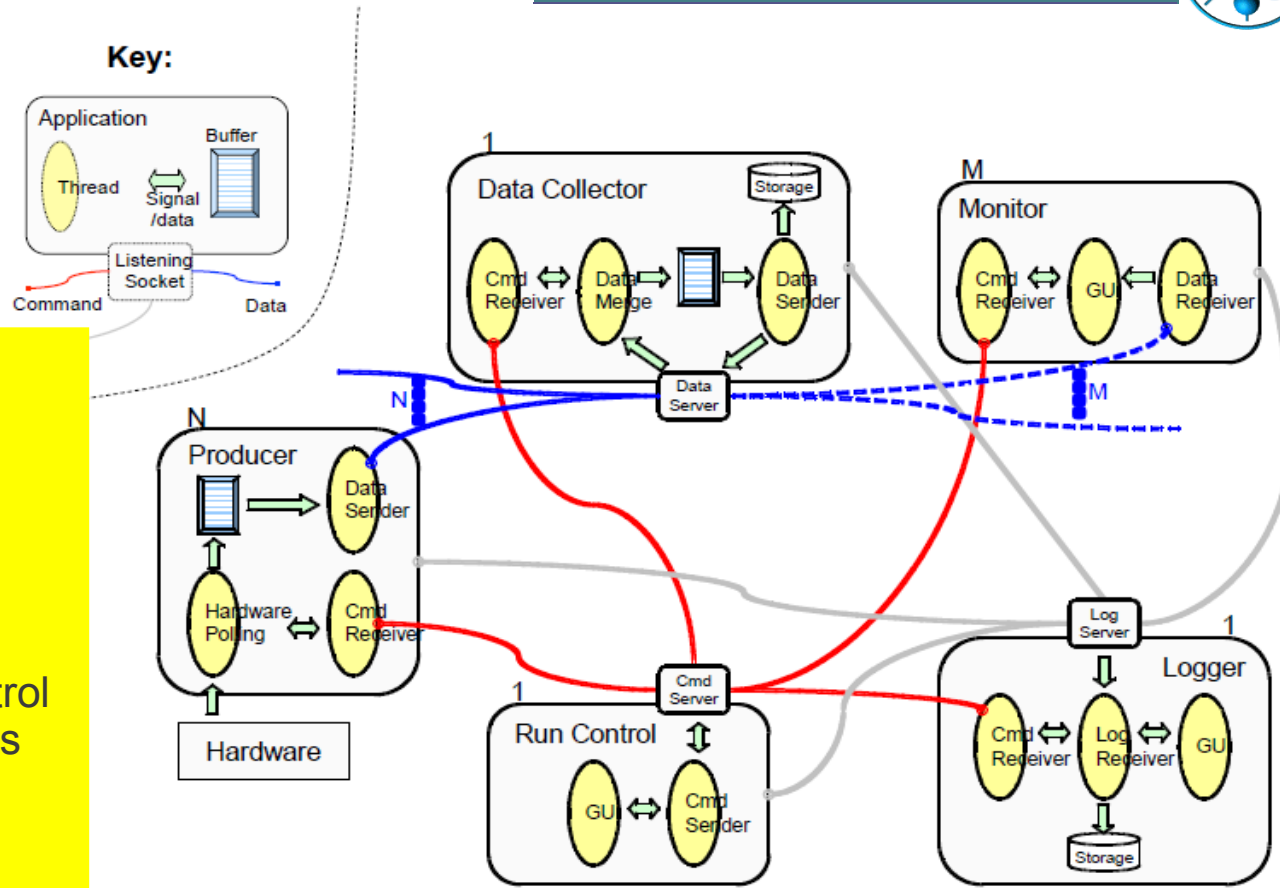 Key:
Application
Buffer
Thread
Signal
/data
Listening
Socket
Command
Data
1
Data Collector
Storage
Cmd
Receiver
Data
Merge
Data
Sender
Data
Server
M
Monitor
Cmd
Receiver
GU
Data
Receiver
N
M
N
Producer
Data
Sender
Hardware
Polling
Cmd
Receiver
Hardware
trol
s
1
Cmd
Server
Run Control
GU
Cmd
Sender
Log
Server
1
Logger
Cmd
Receiver
Log
Receiver
GU
Storage